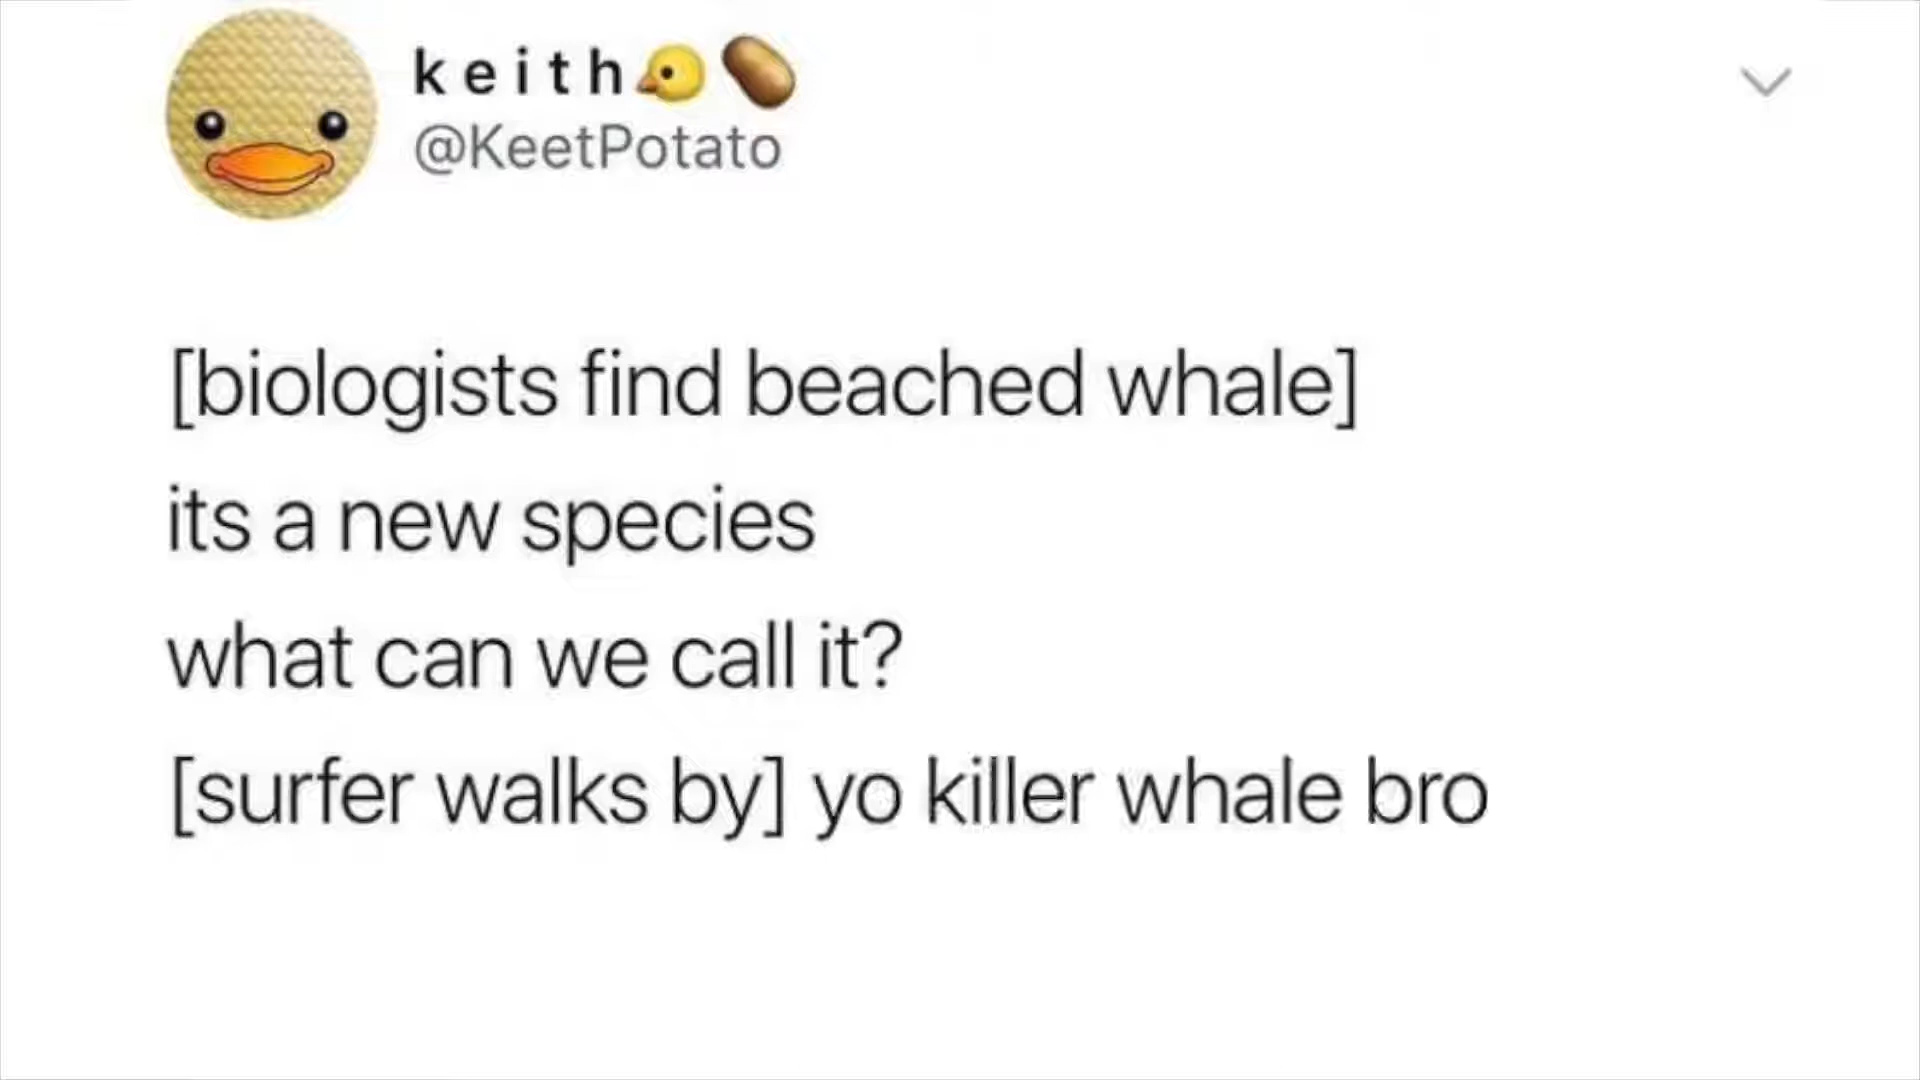 keith🐤🥔
@KeetPotato
[biologists find beached whale]
its a new species
what can we call it?
[surfer walks by] yo killer whale bro